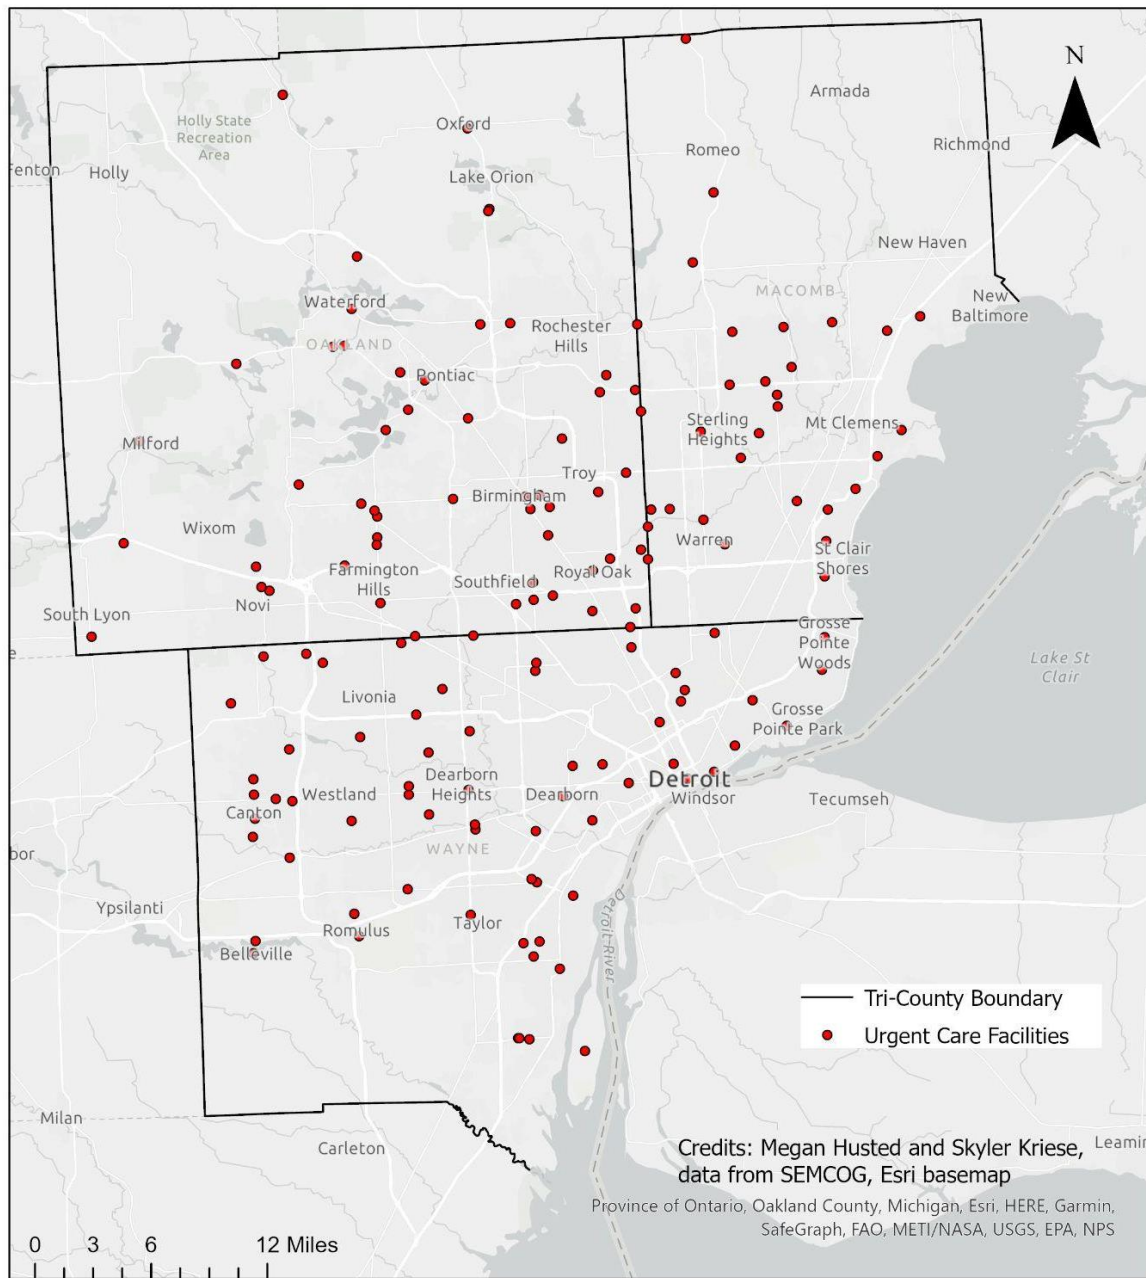 N
Armada
Holly State
Recreation
Area
Oxford
Romeo
Richmond
Fenton
Holly
Lake Orion
New Haven
MACOMB
New
Baltimore
Waterford
Rochester
Hills
OAKLAND
Pontiac
Sterling
Heights
Mt Clemens
Milford
Troy
Birmingham
Wixom
Warren
St Clair
Shores
Farmington
Hills
Southfield
Royal Oak
Novi
South Lyon
Grosse
Pointe
Woods
Lake St
Clair
Livonia
Grosse
Pointe Park
Dearborn
Heights
Detroit
Westland
Dearborn
Windsor
Tecumseh
Canton
WAYNE
Ypsilanti
Detroit River
Romulus
Taylor
Belleville
Tri-County Boundary
Urgent Care Facilities
Milan
Carleton
Credits: Megan Husted and Skyler Kriese,
data from SEMCOG, Esri basemap
Province of Ontario, Oakland County, Michigan, Esri, HERE, Garmin,
SafeGraph, FAO, METI/NASA, USGS, EPA, NPS
0 3 6 12 Miles